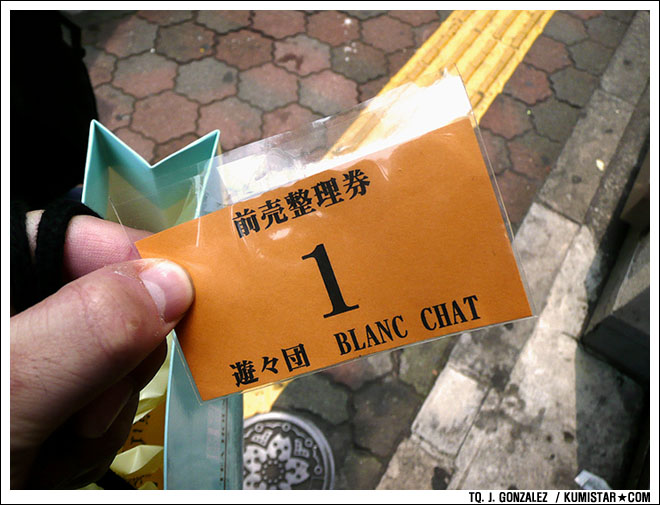 前売整理券
1
遊々団 BLANC CHAT
TQ. J. GONZALEZ / KUMISTAR★COM